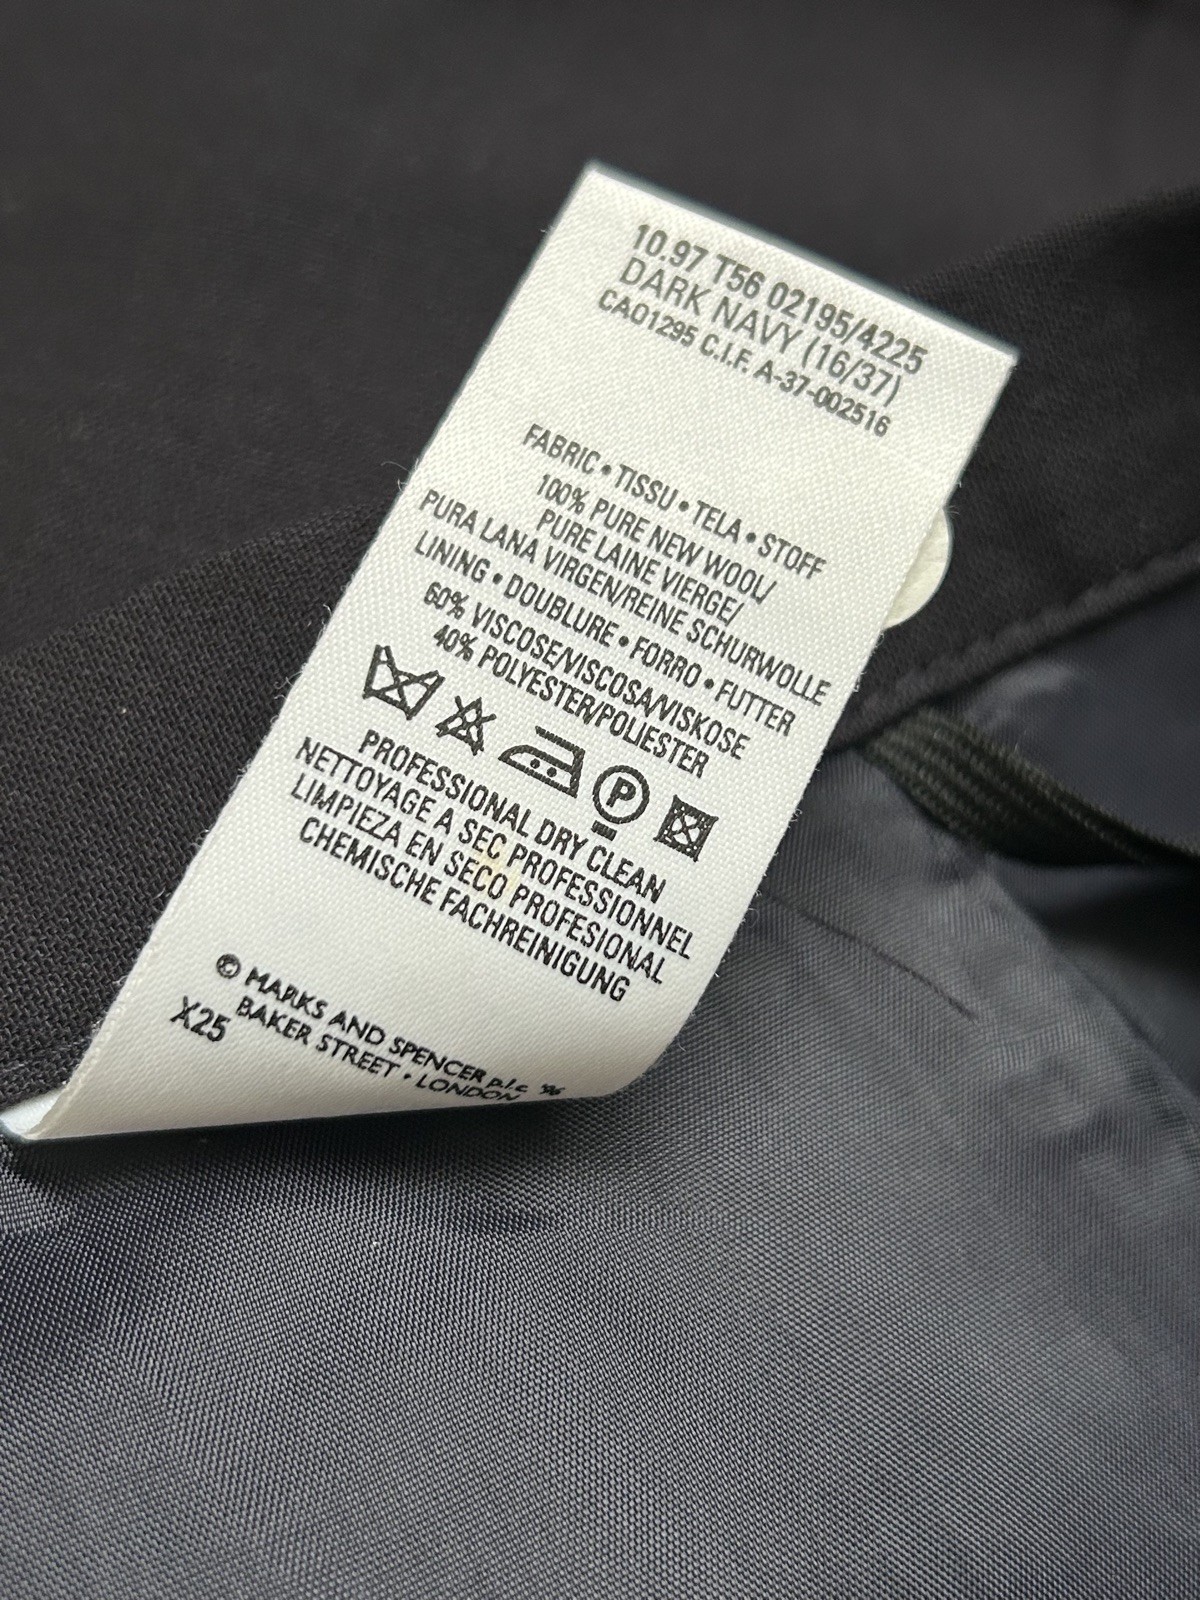 10.97 T56 02195/4225
DARK NAVY (16/37)
CA01295 C.I.F. A-37-002516
FABRIC • TISSU • TELA • STOFF
100% PURE NEW WOOL/
PURE LAINE VIERGE/
PURA LANA VIRGEN/REINE SCHURWOLLE
LINING • DOUBLURE • FORRO • FUTTER
60% VISCOSE/VISCOSA/VISKOSE
40% POLYESTER/POLIESTER
P
PROFESSIONAL DRY CLEAN
NETTOYAGE A SEC PROFESSIONNEL
LIMPIEZA EN SECO PROFESIONAL
CHEMISCHE FACHREINIGUNG
© MARKS AND SPENCER p.l.c. '96
BAKER STREET • LONDON
X25